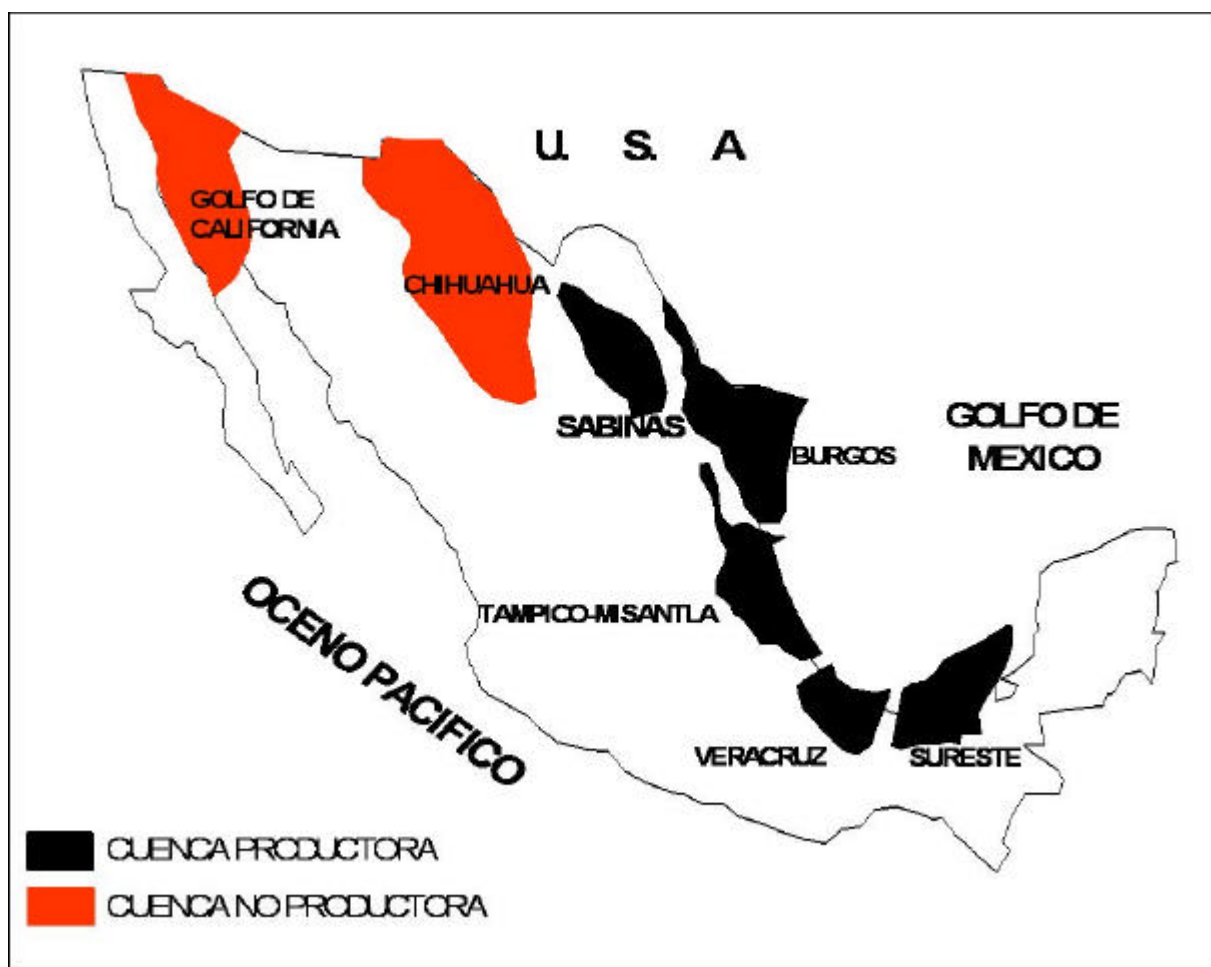 U. S. A
GOLFO DE
CALIFORNIA
CHIHUAHUA
SABINAS
GOLFO DE
MEXICO
BURGOS
OCENO PACIFICO
TAMPICO-MISANTLA
VERACRUZ
SURESTE
CUENCA PRODUCTORA
CUENCA NO PRODUCTORA